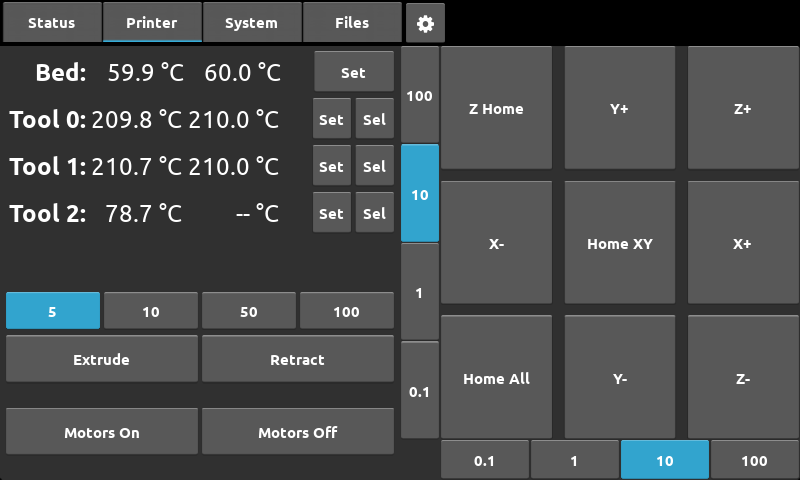 Status Printer System Files
Bed: 59.9 °C 60.0 °C Set
Tool 0: 209.8 °C 210.0 °C Set Sel
Tool 1: 210.7 °C 210.0 °C Set Sel
Tool 2: 78.7 °C -- °C Set Sel
5 10 50 100
Extrude Retract
Motors On Motors Off
100
10
1
0.1
Z Home Y+ Z+
X- Home XY X+
Home All Y- Z-
0.1 1 10 100